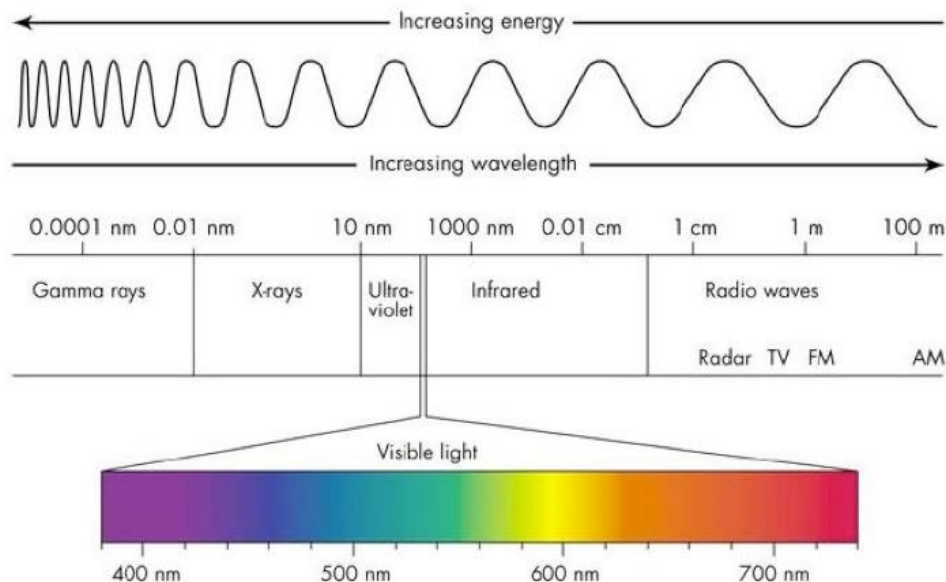 Increasing energy
Increasing wavelength
0.0001 nm 0.01 nm 10 nm 1000 nm 0.01 cm 1 cm 1 m 100 m
Gamma rays X-rays Ultra- Infrared Radio waves
violet
Radar TV FM AM
Visible light
400 nm 500 nm 600 nm 700 nm